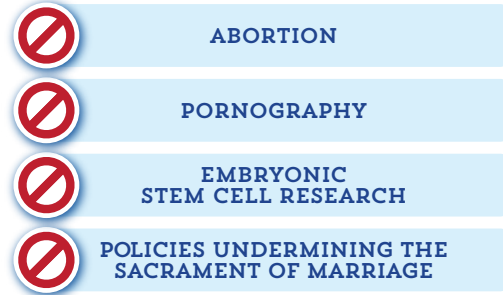 ABORTION
PORNOGRAPHY
EMBRYONIC
STEM CELL RESEARCH
POLICIES UNDERMINING THE
SACRAMENT OF MARRIAGE